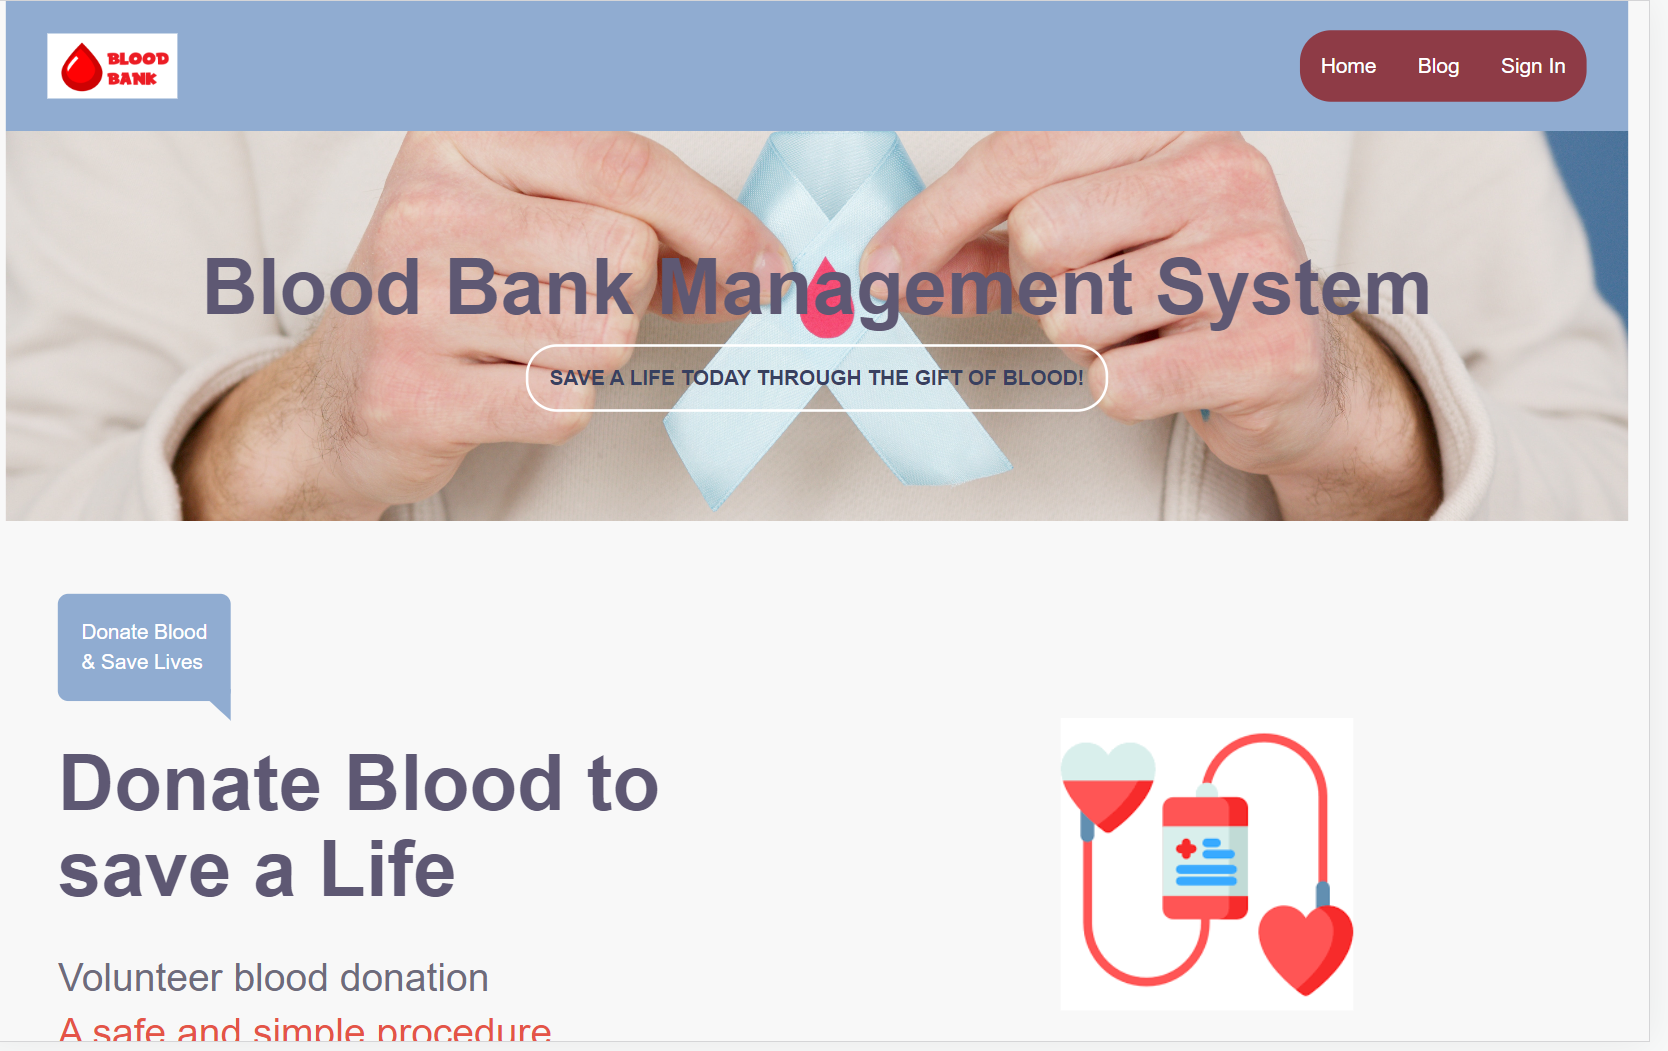 BLOOD
BANK
Home Blog Sign In
Blood Bank Management System
SAVE A LIFE TODAY THROUGH THE GIFT OF BLOOD!
Donate Blood
& Save Lives
Donate Blood to
save a Life
Volunteer blood donation
A safe and simple procedure